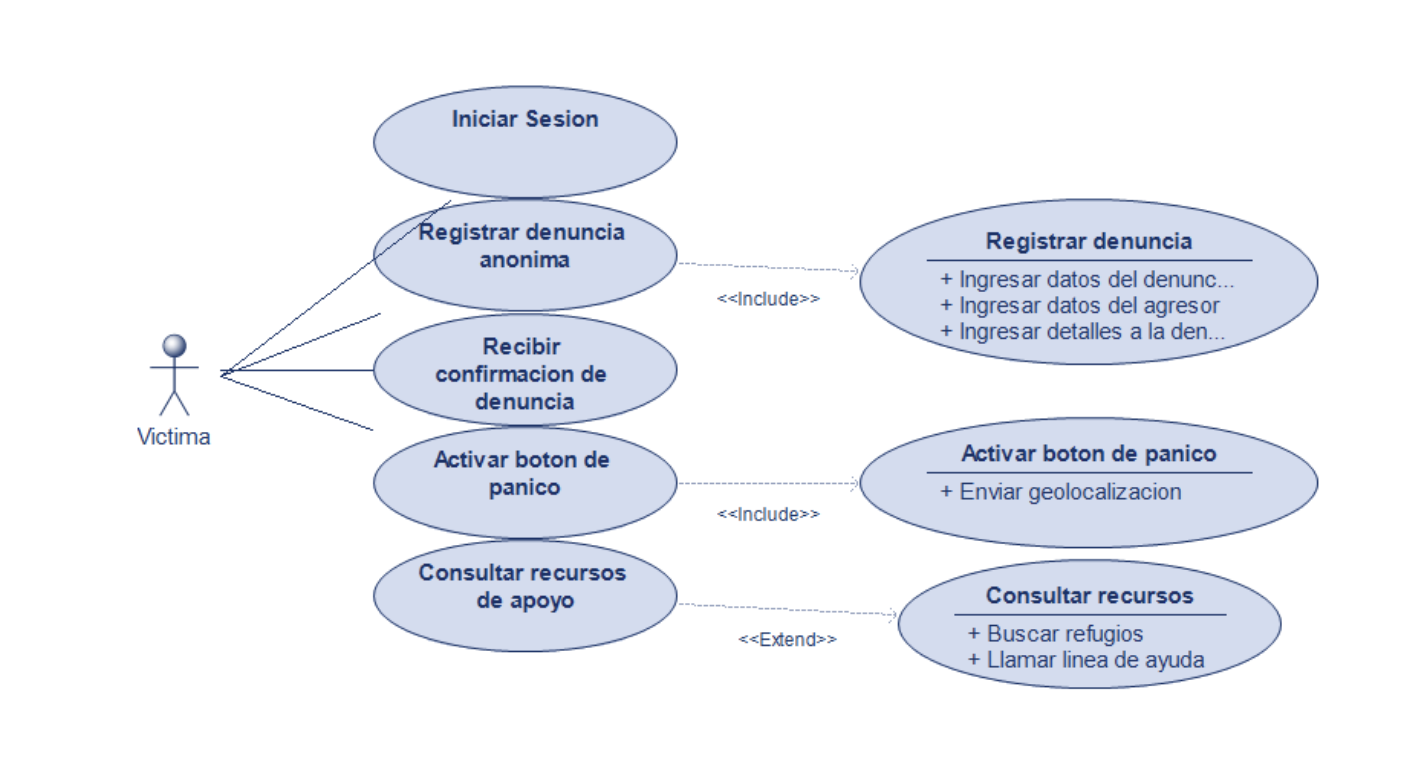 Iniciar Sesion
Registrar denuncia
anonima
Recibir
confirmacion de
denuncia
Activar boton de
panico
Consultar recursos
de apoyo
Victima
<<Include>>
<<Include>>
<<Extend>>
Registrar denuncia
+ Ingresar datos del denunc...
+ Ingresar datos del agresor
+ Ingresar detalles a la den...
Activar boton de panico
+ Enviar geolocalizacion
Consultar recursos
+ Buscar refugios
+ Llamar linea de ayuda